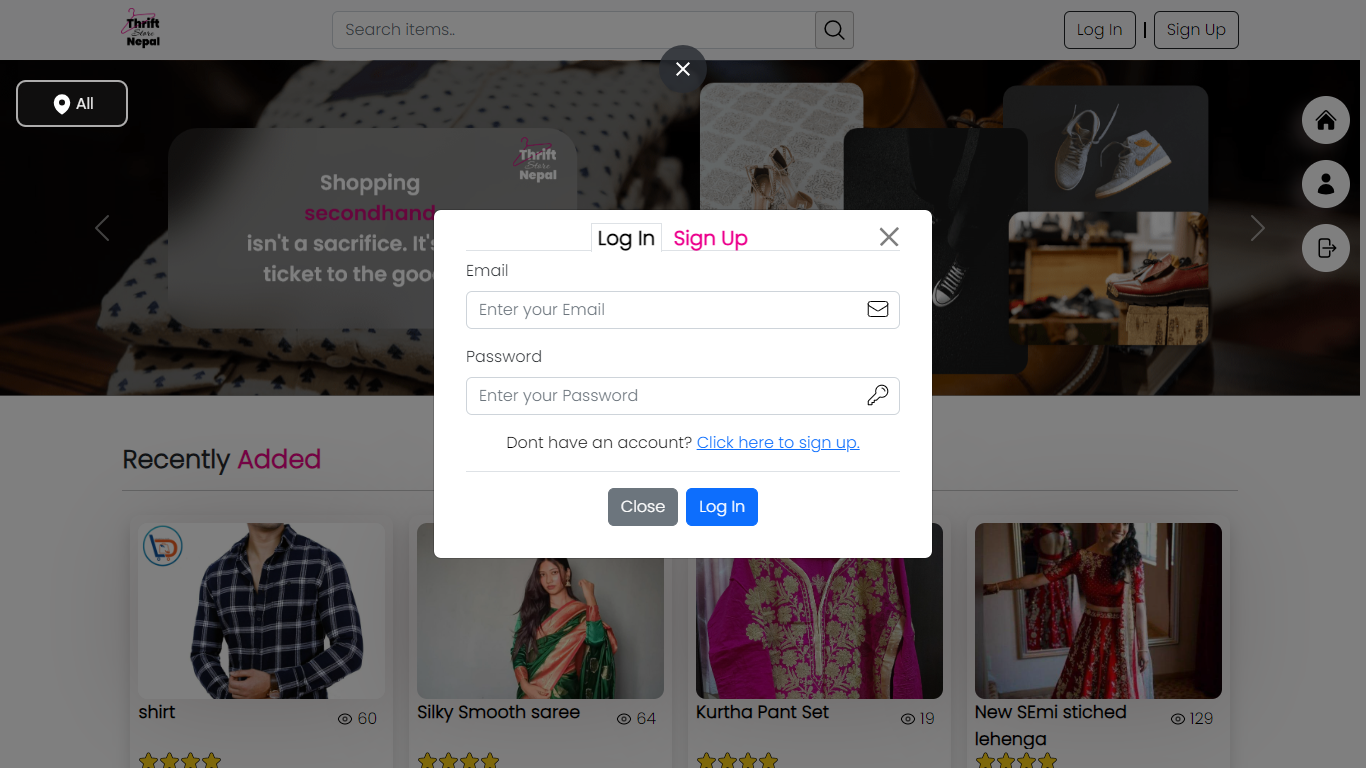 Thrift
Store
Nepal
Search items..
Log In
Sign Up
All
Thrift
Store
Nepal
Shopping
secondhand
isn't a sacrifice. It's
ticket to the good
Log In
Sign Up
Email
Enter your Email
Password
Enter your Password
Dont have an account? Click here to sign up.
Close
Log In
Recently Added
shirt
60
Silky Smooth saree
64
Kurtha Pant Set
19
New SEmi stiched
lehenga
129